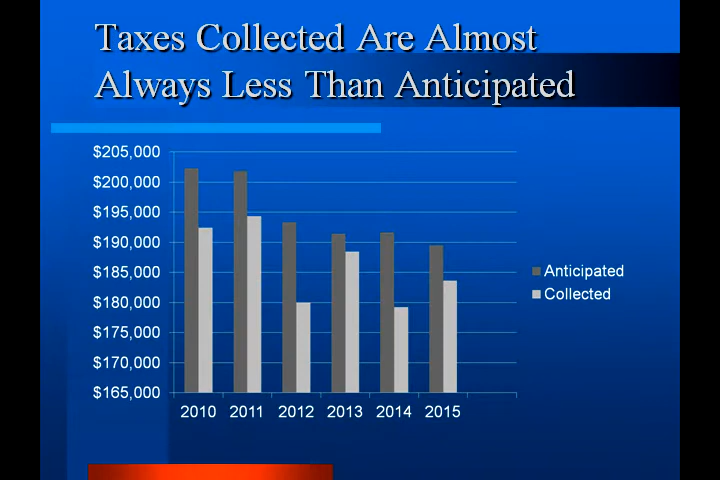 Taxes Collected Are Almost
Always Less Than Anticipated
$205,000
$200,000
$195,000
$190,000
$185,000
$180,000
$175,000
$170,000
$165,000
2010 2011 2012 2013 2014 2015
Anticipated
Collected